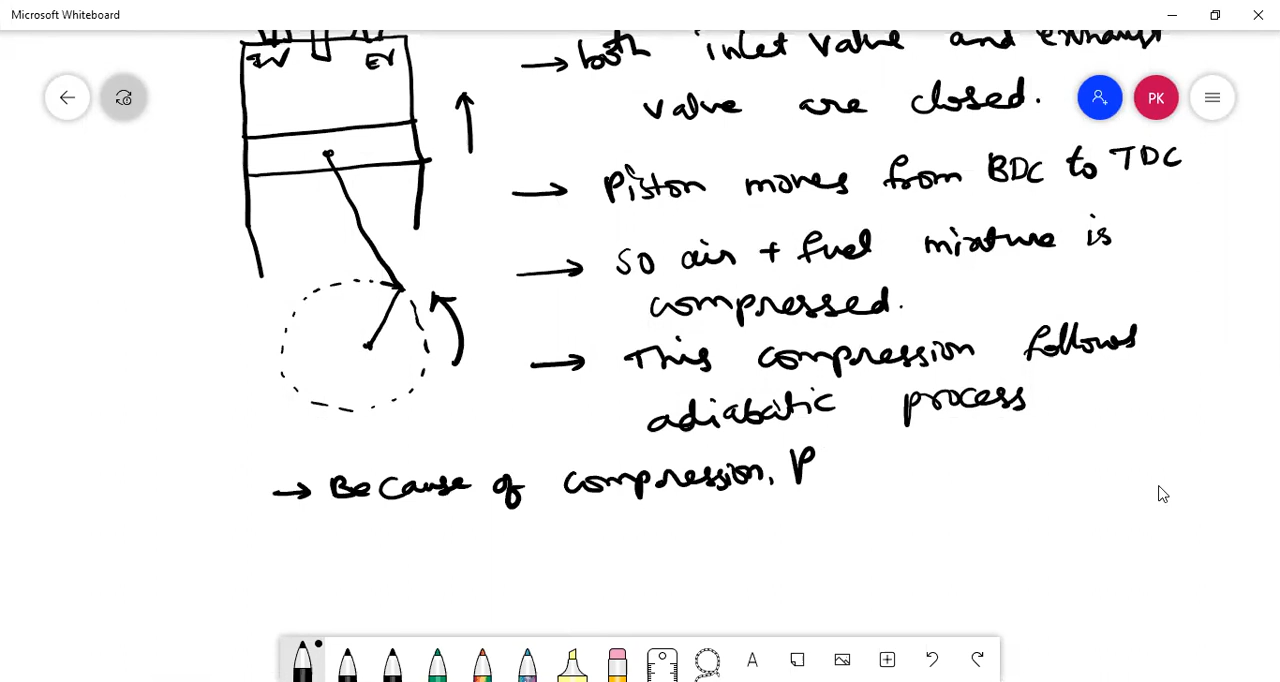 Microsoft Whiteboard
IV EV
→ both inlet valve and exhaust
valve are closed.
PK
→ Piston moves from BDC to TDC
→ so air + fuel mixture is
compressed.
→ This compression follows
adiabatic process
→ Because of compression, P
A